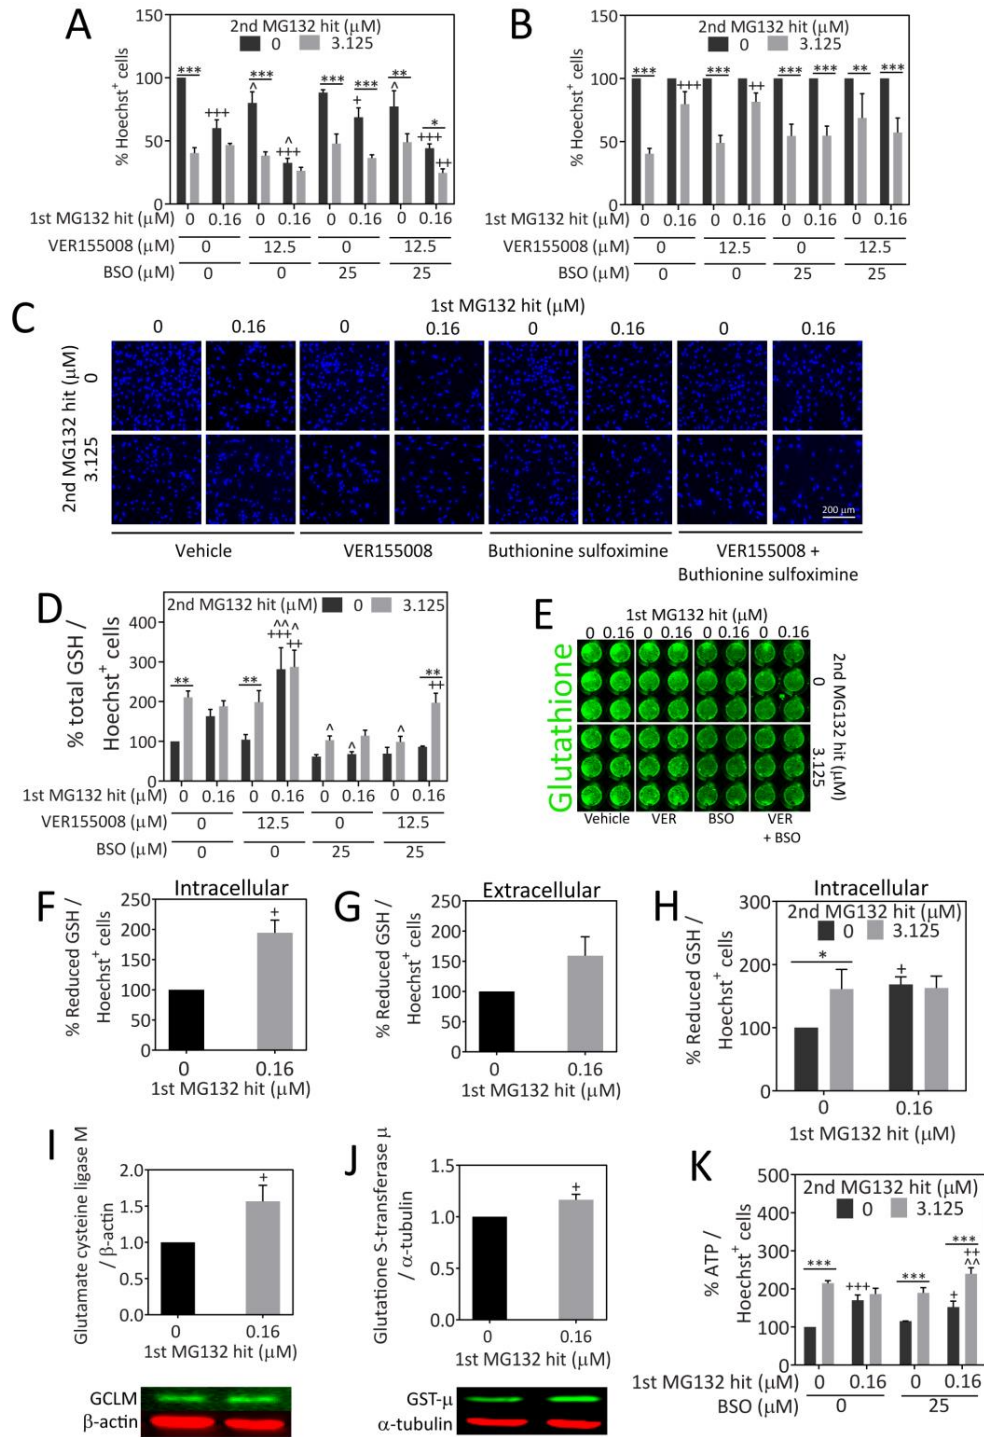 A
2nd MG132 hit (μM)
0 3.125
% Hoechst+ cells
150
100
50
0
*** *** *** *** ** *
^ +++ ^ +++ + ^ +++ ++
1st MG132 hit (μM) 0 0.16 0 0.16 0 0.16 0 0.16
VER155008 (μM) 0 12.5 0 12.5
BSO (μM) 0 0 25 25
B
2nd MG132 hit (μM)
0 3.125
% Hoechst+ cells
150
100
50
0
*** +++ *** ++ *** *** ** ***
1st MG132 hit (μM) 0 0.16 0 0.16 0 0.16 0 0.16
VER155008 (μM) 0 12.5 0 12.5
BSO (μM) 0 0 25 25
C
1st MG132 hit (μM)
0 0.16 0 0.16 0 0.16 0 0.16
2nd MG132 hit (μM)
0
3.125
200 μm
Vehicle VER155008 Buthionine sulfoximine VER155008 +
Buthionine sulfoximine
D
2nd MG132 hit (μM) 0 3.125
% total GSH /
Hoechst+ cells
400
300
200
100
0
** ** ^^ +++ ^ ++ ^ ^ ^ ** ++
1st MG132 hit (μM) 0 0.16 0 0.16 0 0.16 0 0.16
VER155008 (μM) 0 12.5 0 12.5
BSO (μM) 0 0 25 25
E
1st MG132 hit (μM)
0 0.16 0 0.16 0 0.16 0 0.16
Glutathione
2nd MG132 hit (μM)
0
3.125
Vehicle VER BSO VER
+ BSO
F
Intracellular
% Reduced GSH /
Hoechst+ cells
250
200
150
100
50
0
+
0 0.16
1st MG132 hit (μM)
G
Extracellular
% Reduced GSH /
Hoechst+ cells
250
200
150
100
50
0
0 0.16
1st MG132 hit (μM)
H
Intracellular
2nd MG132 hit (μM)
0 3.125
% Reduced GSH /
Hoechst+ cells
300
200
100
0
* +
0 0.16
1st MG132 hit (μM)
I
Glutamate cysteine ligase M
/ β-actin
2.0
1.5
1.0
0.5
0.0
+
0 0.16
1st MG132 hit (μM)
GCLM
β-actin
J
Glutatione S-transferase μ
/ α-tubulin
1.5
1.0
0.5
0.0
+
0 0.16
1st MG132 hit (μM)
GST-μ
α-tubulin
K
2nd MG132 hit (μM)
0 3.125
% ATP /
Hoechst+ cells
500
400
300
200
100
0
*** +++ *** + *** ++ ^^
1st MG132 hit (μM) 0 0.16 0 0.16
BSO (μM) 0 25